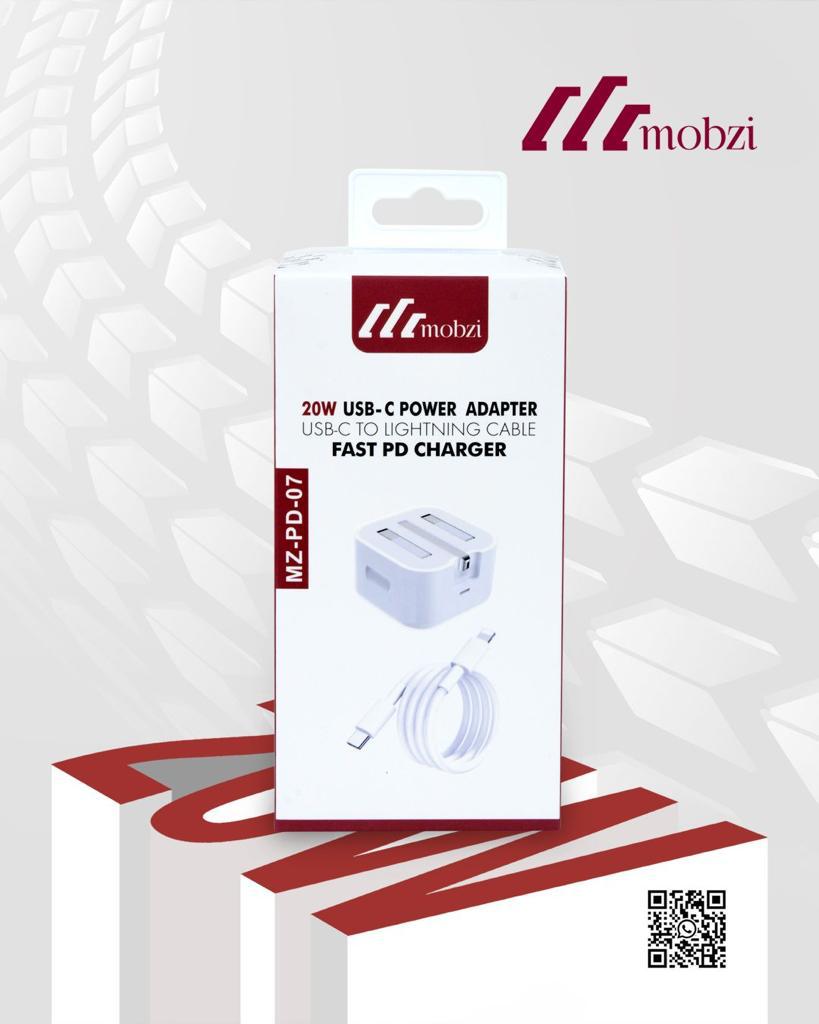 mobzi
mobzi
20W USB-C POWER ADAPTER
USB-C TO LIGHTNING CABLE
FAST PD CHARGER
MZ-PD-07
20W